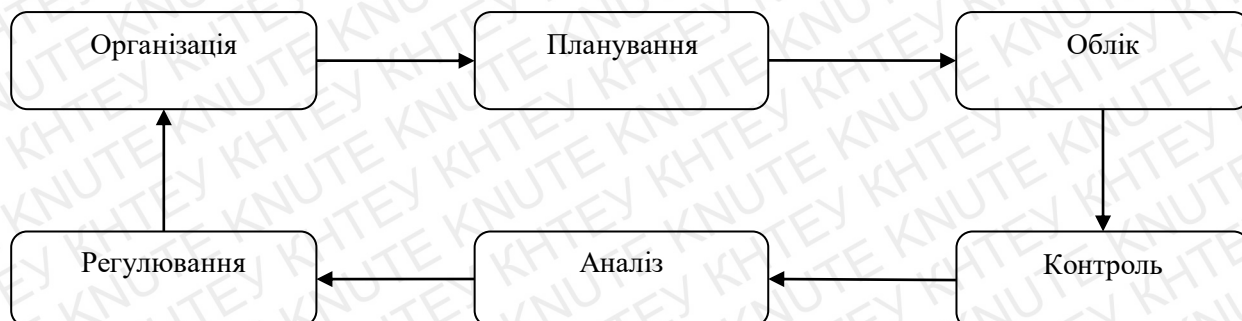 Організація
Планування
Облік
Регулювання
Аналіз
Контроль